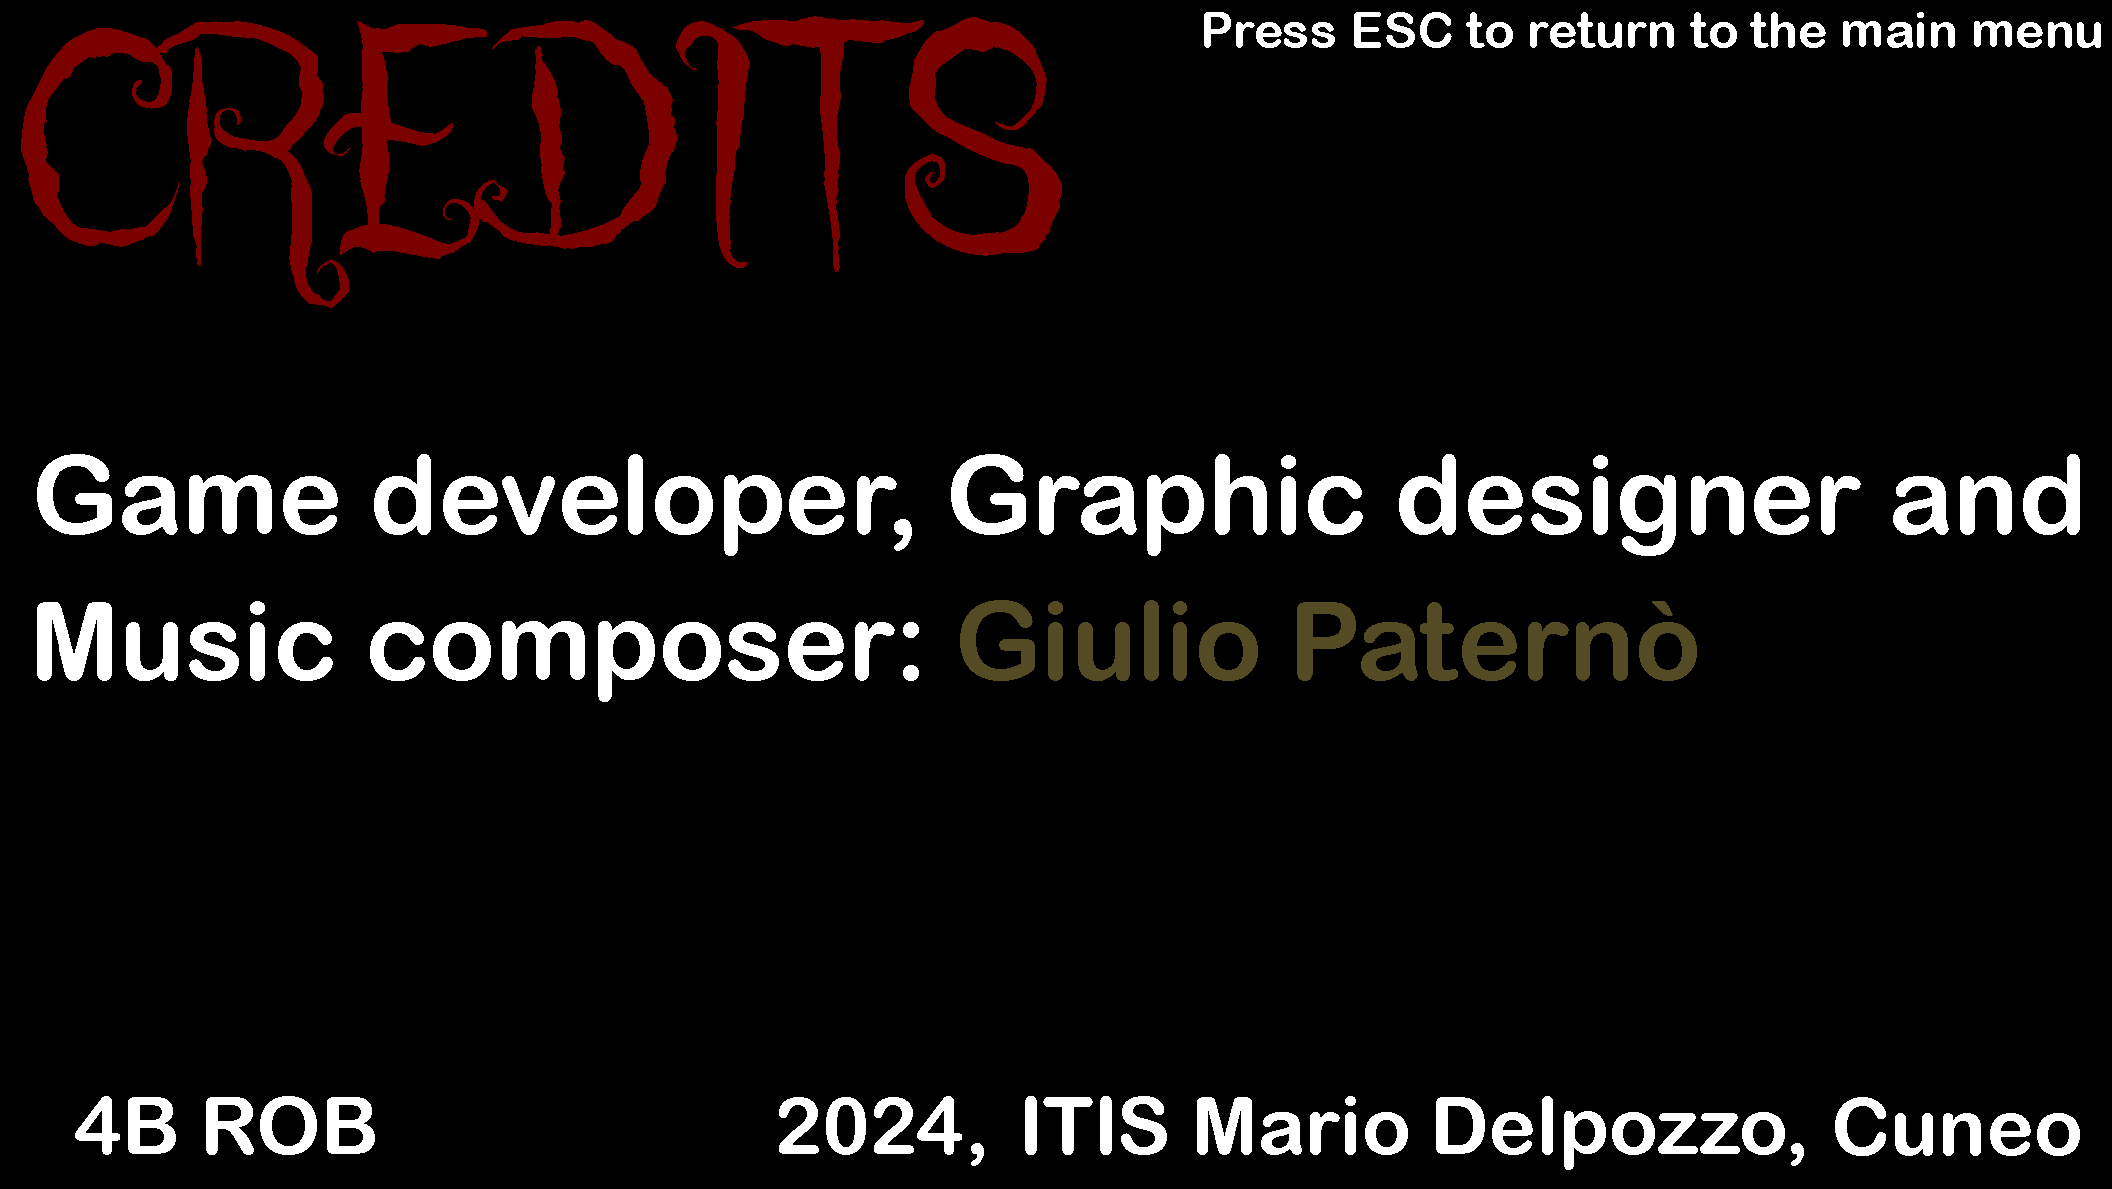 CREDITS
Press ESC to return to the main menu
Game developer, Graphic designer and
Music composer: Giulio Paternò
4B ROB
2024, ITIS Mario Delpozzo, Cuneo